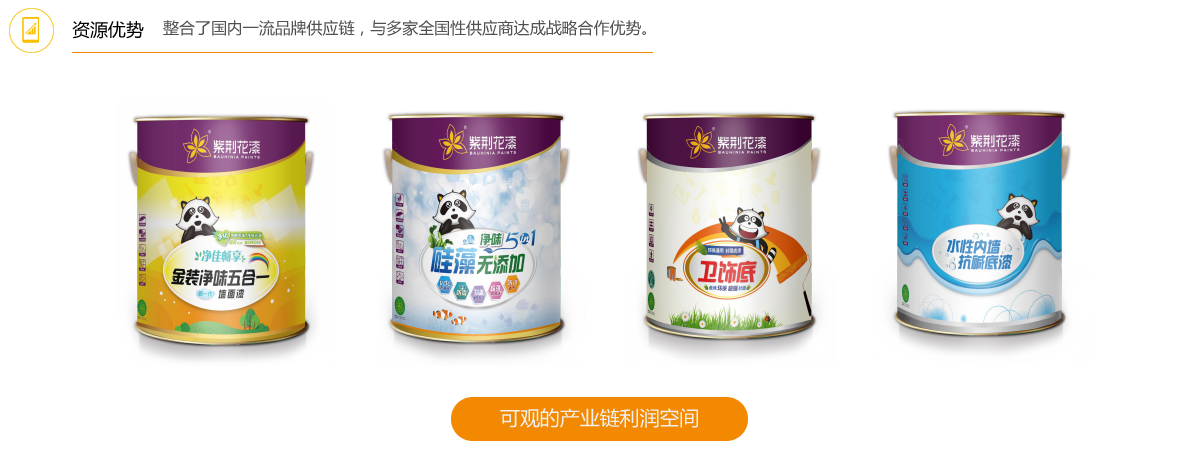 资源优势
整合了国内一流品牌供应链，与多家全国性供应商达成战略合作优势。
紫荆花漆
BAUHINIA PAINTS
净佳畅享
金装净味五合一
墙面漆
紫荆花漆
BAUHINIA PAINTS
净味 5 in 1
硅藻无添加
紫荆花漆
BAUHINIA PAINTS
卫饰底
紫荆花漆
BAUHINIA PAINTS
水性内墙
抗碱底漆
可观的产业链利润空间